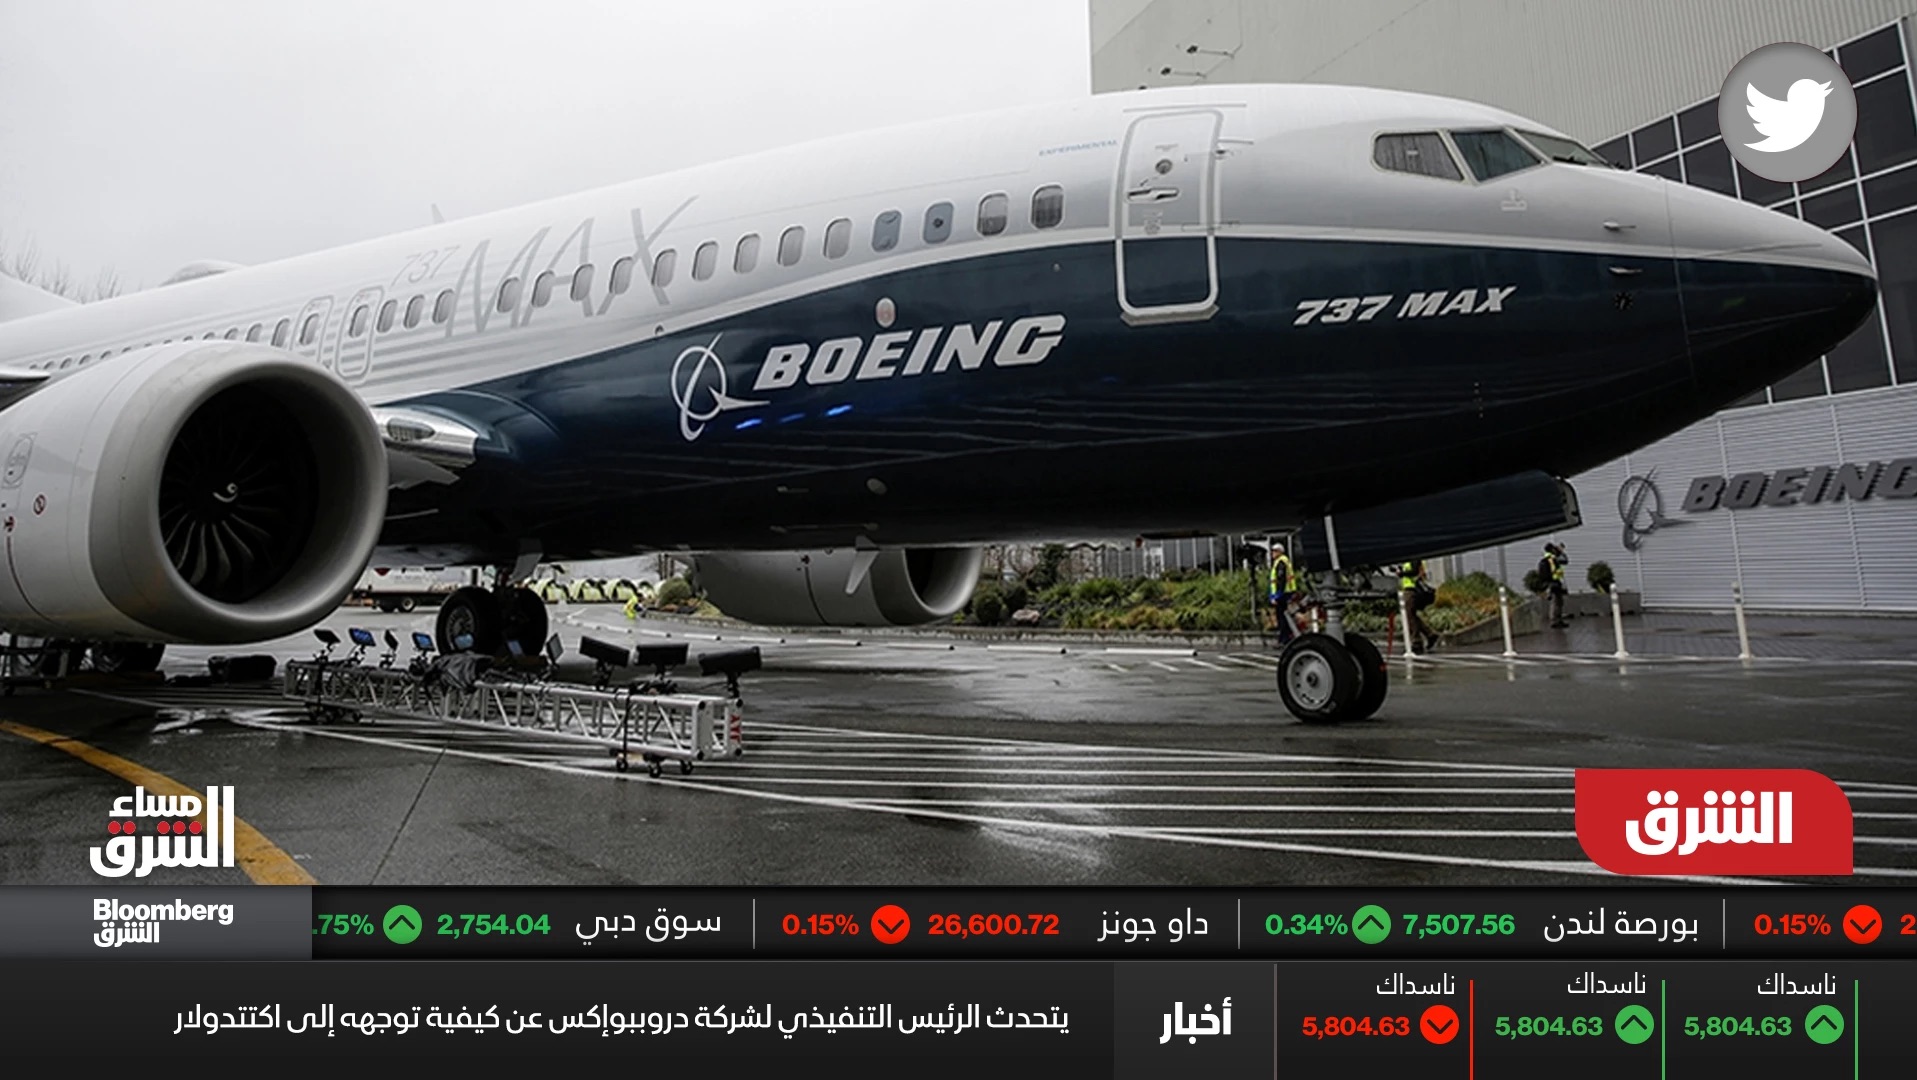 EXPERIMENTAL
737 MAX
BOEING
737 MAX
BOEING
مساء الشرق
الشرق
Bloomberg
الشرق
0.15%
بورصة لندن 7,507.56 0.34%
داو جونز 26,600.72 0.15%
سوق دبي 2,754.04 .75%
ناسداك
5,804.63
ناسداك
5,804.63
ناسداك
5,804.63
أخبار
يتحدث الرئيس التنفيذي لشركة دروببوإكس عن كيفية توجهه إلى اكتتدولار